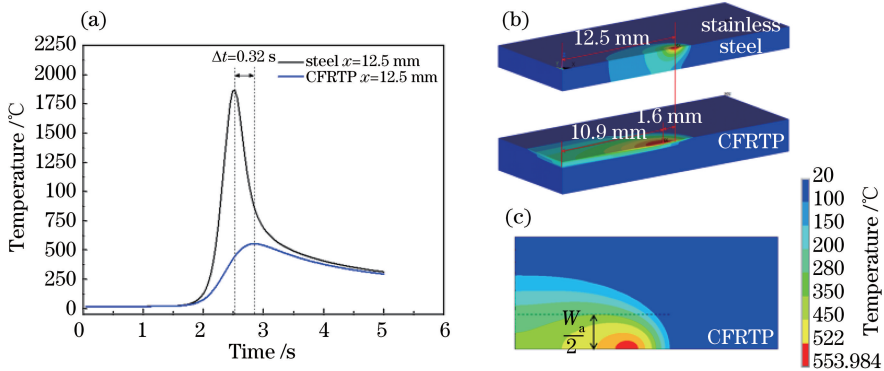 (a)
2250
2000
1750
1500
1250
100
750
500
250
0
Temperature /℃
Δt=0.32 s
steel x=12.5 mm
CFRTP x=12.5 mm
0 1 2 3 4 5 6
Time /s
(b)
12.5 mm
stainless
steel
1.6 mm
10.9 mm
CFRTP
(c)
Wa
2
CFRTP
20
100
150
200
280
350
450
522
553.984
Temperature /℃